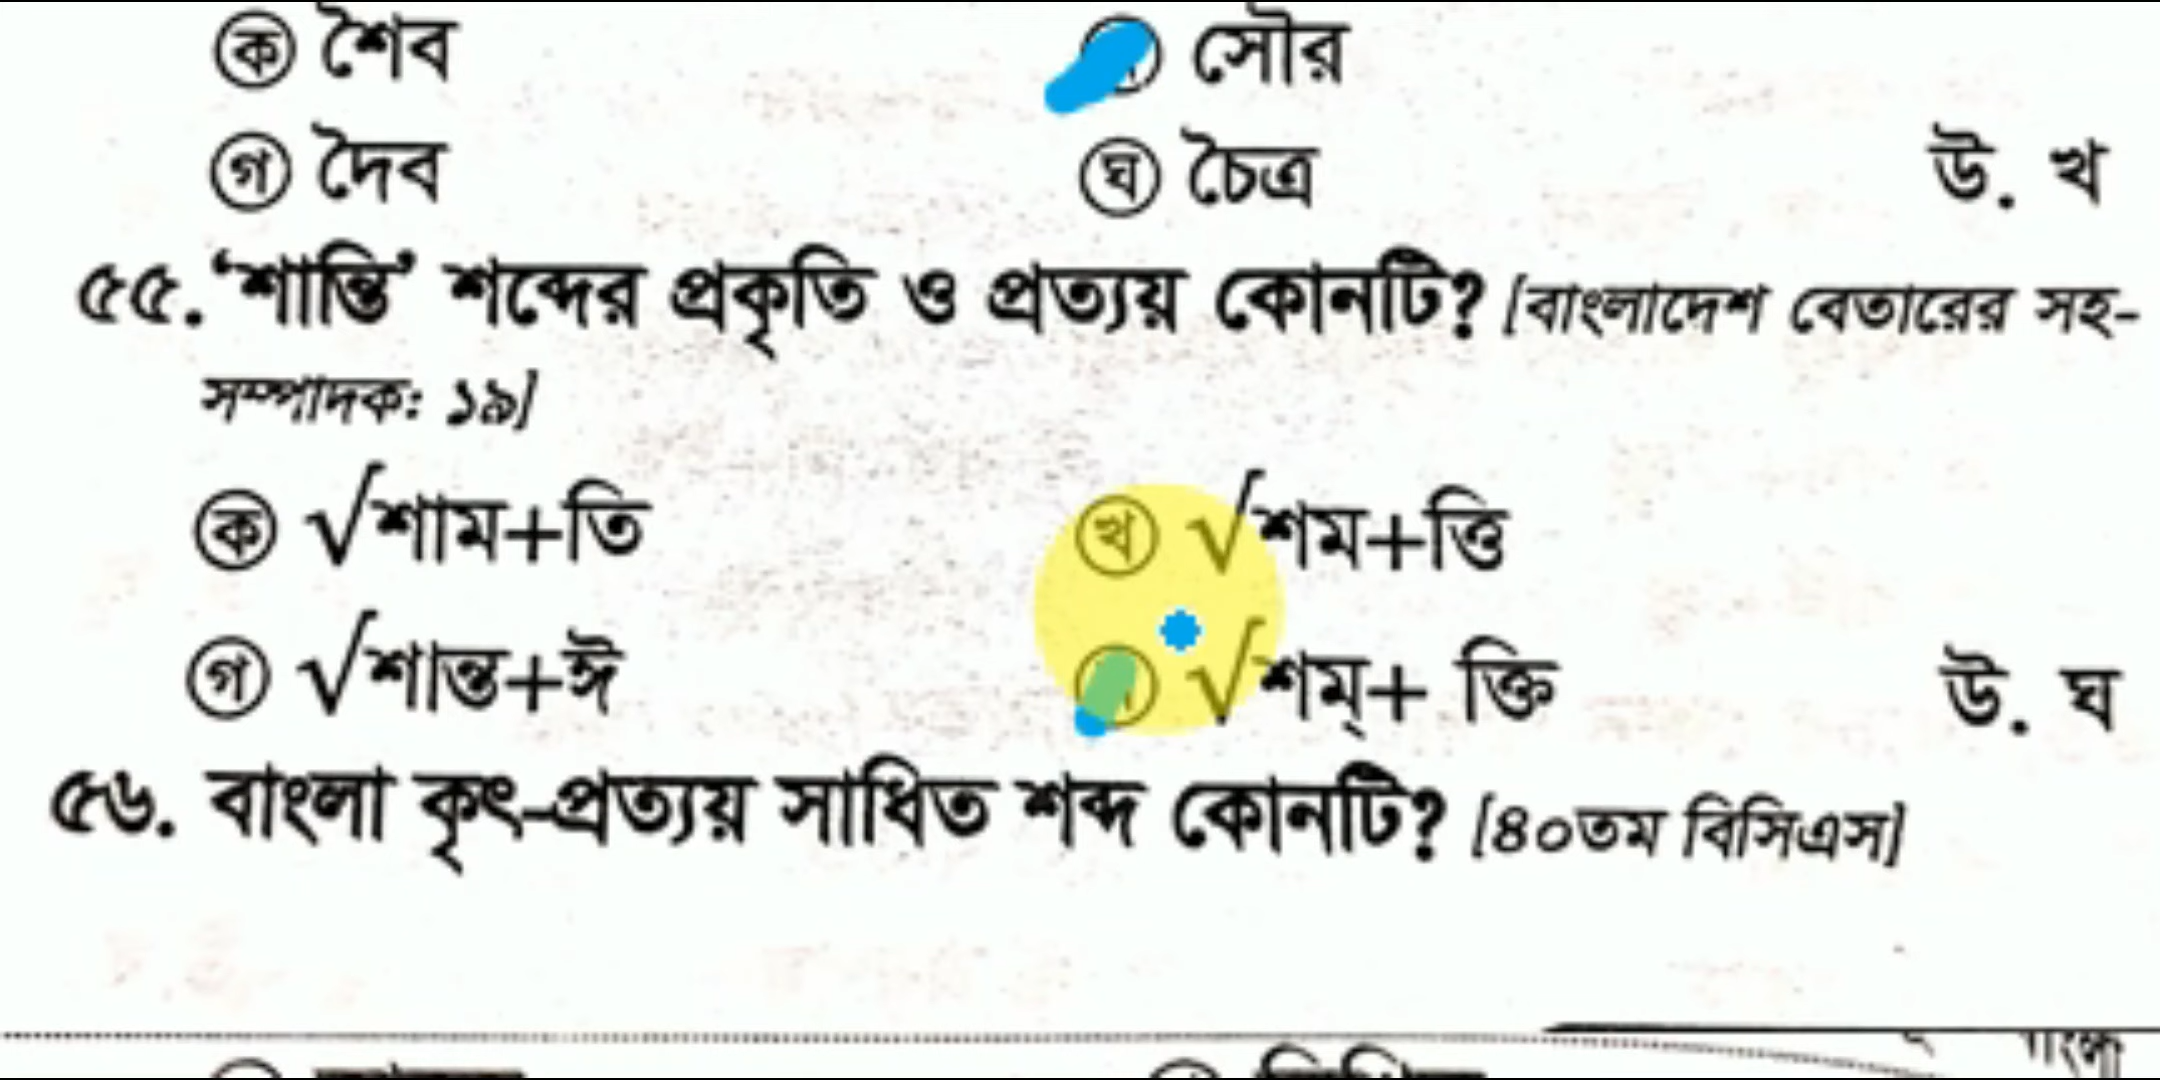 ক শৈব সৌর
গ দৈব ঘ চৈত্র উ. খ
৫৫. ‘শান্তি’ শব্দের প্রকৃতি ও প্রত্যয় কোনটি? [বাংলাদেশ বেতারের সহ-
সম্পাদক: ১৯]
ক √শাম+তি খ √শম+ত্তি
গ √শান্ত+ঈ √শম্+ ক্তি উ. ঘ
৫৬. বাংলা কৃৎ-প্রত্যয় সাধিত শব্দ কোনটি? [৪০তম বিসিএস]